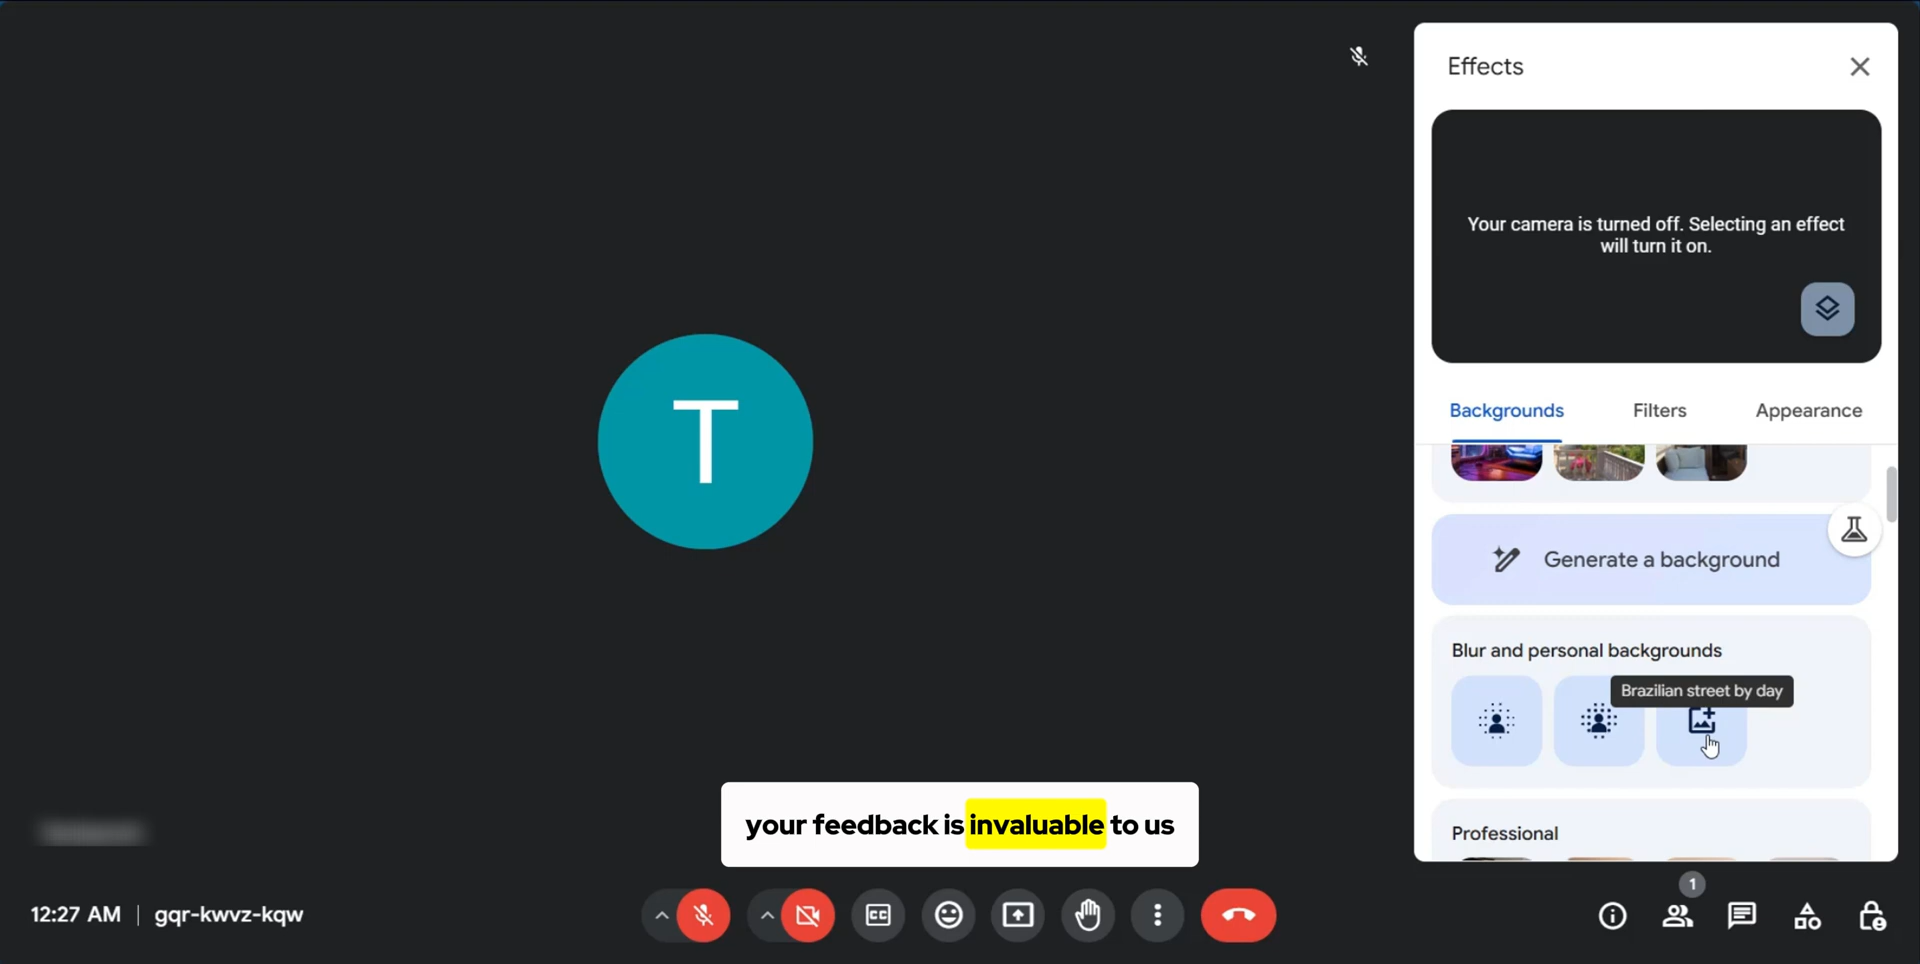 Effects
Your camera is turned off. Selecting an effect
will turn it on.
T
Backgrounds
Filters
Appearance
Generate a background
Blur and personal backgrounds
Brazilian street by day
Professional
your feedback is invaluable to us
12:27 AM | gqr-kwvz-kqw
CC
1